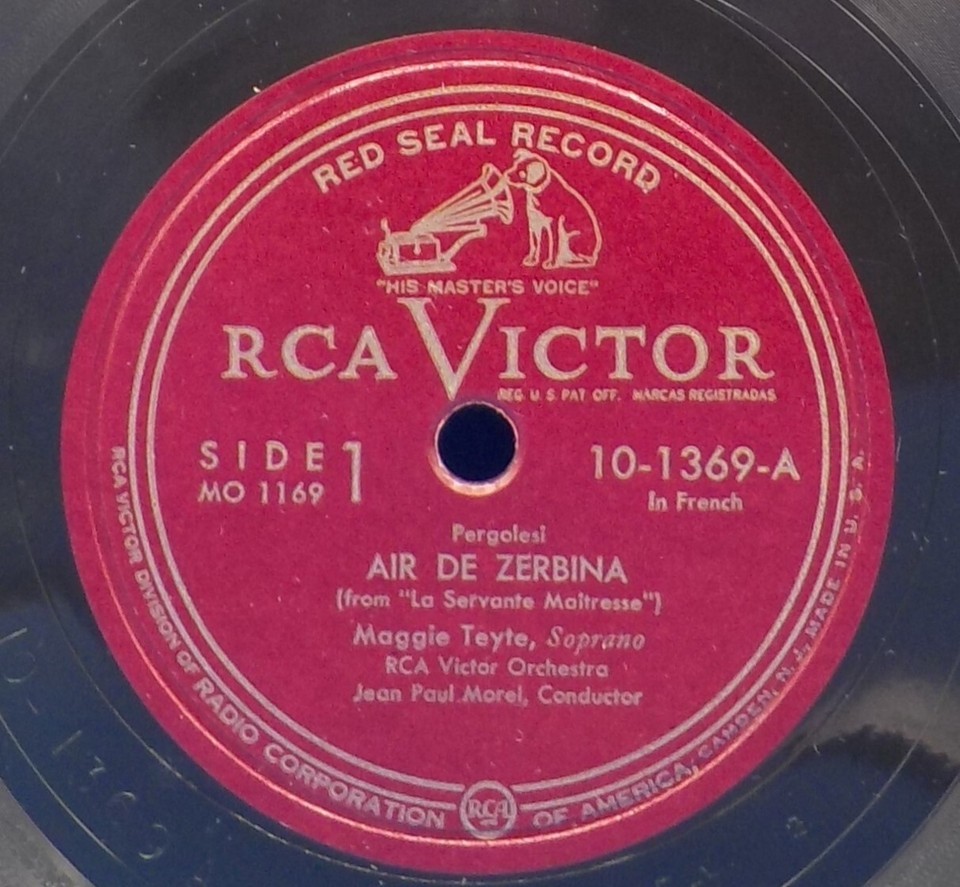 RED SEAL RECORD
"HIS MASTER'S VOICE"
RCA VICTOR
REG. U. S. PAT. OFF. MARCAS REGISTRADAS
SIDE 1
MO 1169
10-1369-A
In French
Pergolesi
AIR DE ZERBINA
(from "La Servante Maitresse")
Maggie Teyte, Soprano
RCA Victor Orchestra
Jean Paul Morel, Conductor
RCA VICTOR DIVISION OF RADIO CORPORATION OF AMERICA, CAMDEN, N. J., MADE IN U. S. A.
RCA